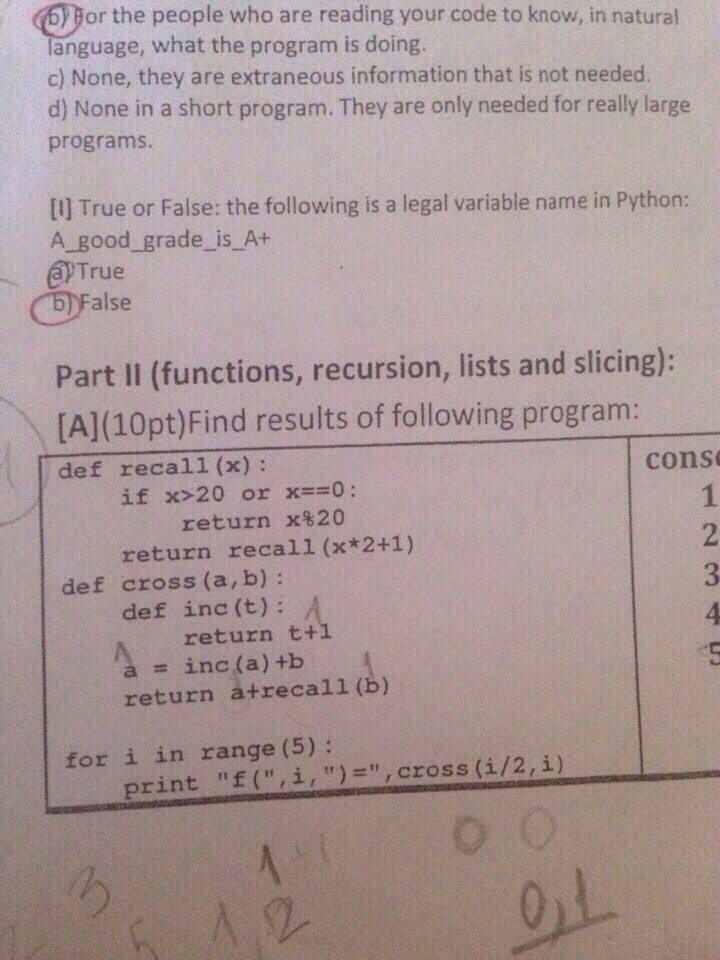 b) For the people who are reading your code to know, in natural
language, what the program is doing.
c) None, they are extraneous information that is not needed.
d) None in a short program. They are only needed for really large
programs.
[I] True or False: the following is a legal variable name in Python:
A_good_grade_is_A+
a) True
b) False
Part II (functions, recursion, lists and slicing):
[A](10pt)Find results of following program:
def recall(x):
if x>20 or x==0:
return x%20
return recall(x*2+1)
def cross(a,b):
def inc(t): 1
return t+1
1 1
a = inc(a)+b
return a+recall(b)
for i in range(5):
print "f(",i,")=",cross(i/2,i)
1
2
3
4
5
0 0
1+1
3
1,2
0,1
5